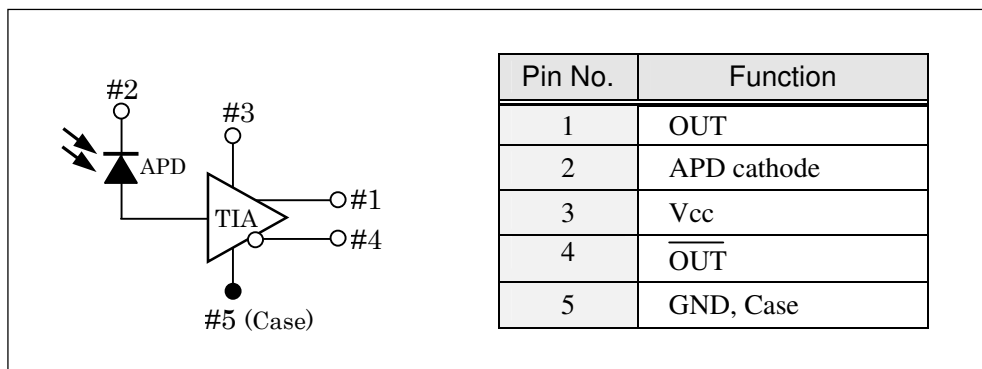 #2
#3
APD
TIA
#1
#4
#5 (Case)
Pin No. Function
1 OUT
2 APD cathode
3 Vcc
4 O̅U̅T̅
5 GND, Case